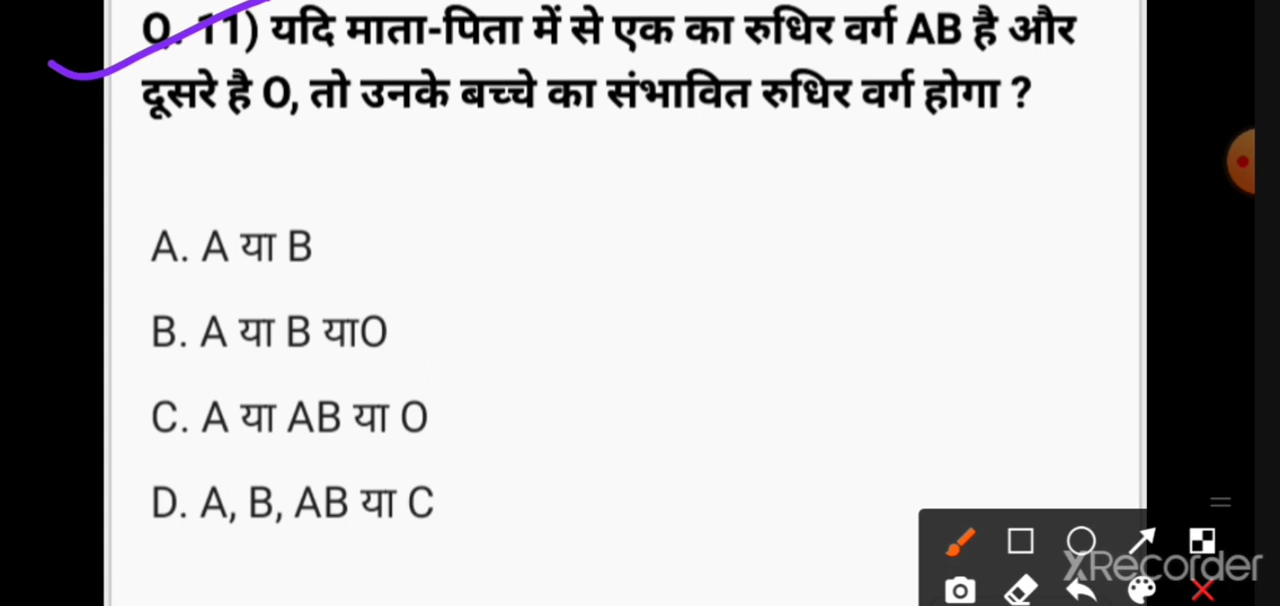 Q. 11) यदि माता-पिता में से एक का रुधिर वर्ग AB है और
दूसरे है O, तो उनके बच्चे का संभावित रुधिर वर्ग होगा ?
A. A या B
B. A या B याO
C. A या AB या O
D. A, B, AB या C
XRecorder